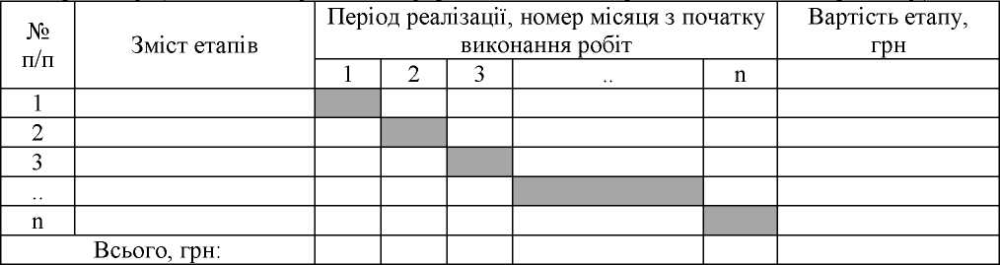 №
п/п
Зміст етапів
Період реалізації, номер місяця з початку
виконання робіт
Вартість етапу,
грн
1 2 3 .. n
1
2
3
..
n
Всього, грн: